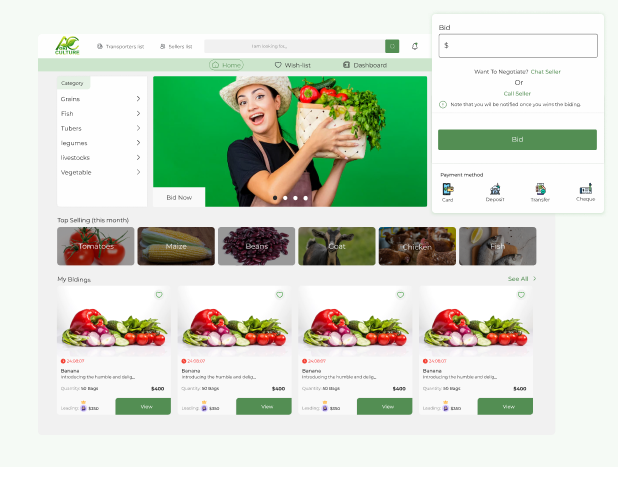 AGRI
CULTURE
Transporters list
Sellers list
I am looking for...
Home
Wish-list
Dashboard
Category
Grains
Fish
Tubers
legumes
livestocks
Vegetable
Bid Now
Bid
$
Want To Negotiate? Chat Seller
Or
Call Seller
Note that you will be notified once you winns the biding.
Bid
Payment method
Card
Deposit
Transfer
Cheque
Top Selling (this month)
Tomatoes
Maize
Beans
Goat
Chicken
Fish
My Bidings
See All
24:08:07
Banana
Introducing the humble and delig...
Quantity: 50 Bags
$400
Leading: $350
View
24:08:07
Banana
Introducing the humble and delig...
Quantity: 50 Bags
$400
Leading: $350
View
24:08:07
Banana
Introducing the humble and delig...
Quantity: 50 Bags
$400
Leading: $350
View
24:08:07
Banana
Introducing the humble and delig...
Quantity: 50 Bags
$400
Leading: $350
View